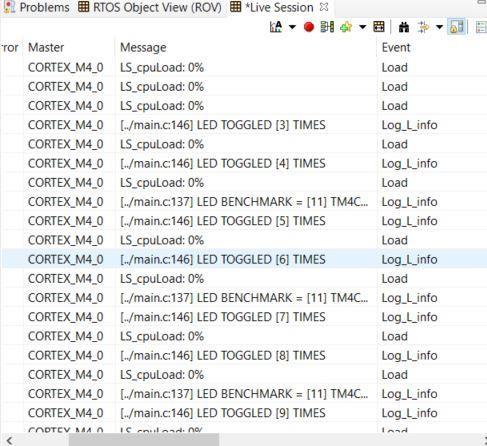 Problems RTOS Object View (ROV) *Live Session
ror Master Message Event
CORTEX_M4_0 LS_cpuLoad: 0% Load
CORTEX_M4_0 LS_cpuLoad: 0% Load
CORTEX_M4_0 LS_cpuLoad: 0% Load
CORTEX_M4_0 [../main.c:146] LED TOGGLED [3] TIMES Log_L_info
CORTEX_M4_0 LS_cpuLoad: 0% Load
CORTEX_M4_0 [../main.c:146] LED TOGGLED [4] TIMES Log_L_info
CORTEX_M4_0 LS_cpuLoad: 0% Load
CORTEX_M4_0 [../main.c:137] LED BENCHMARK = [11] TM4C... Log_L_info
CORTEX_M4_0 [../main.c:146] LED TOGGLED [5] TIMES Log_L_info
CORTEX_M4_0 LS_cpuLoad: 0% Load
CORTEX_M4_0 [../main.c:146] LED TOGGLED [6] TIMES Log_L_info
CORTEX_M4_0 LS_cpuLoad: 0% Load
CORTEX_M4_0 [../main.c:137] LED BENCHMARK = [11] TM4C... Log_L_info
CORTEX_M4_0 [../main.c:146] LED TOGGLED [7] TIMES Log_L_info
CORTEX_M4_0 LS_cpuLoad: 0% Load
CORTEX_M4_0 [../main.c:146] LED TOGGLED [8] TIMES Log_L_info
CORTEX_M4_0 LS_cpuLoad: 0% Load
CORTEX_M4_0 [../main.c:137] LED BENCHMARK = [11] TM4C... Log_L_info
CORTEX_M4_0 [../main.c:146] LED TOGGLED [9] TIMES Log_L_info
CORTEX_M4_0 LS_cpuLoad: 0% Load